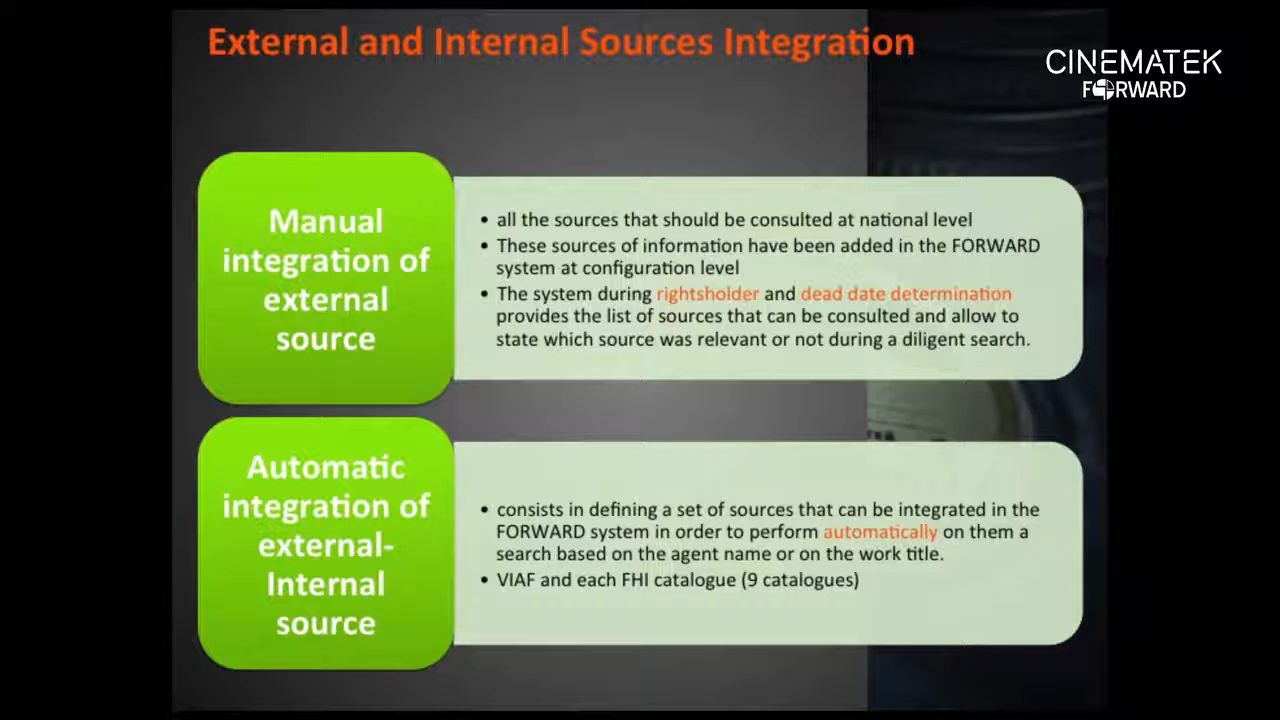 External and Internal Sources Integration
CINEMATEK
FORWARD
Manual
integration of
external
source
• all the sources that should be consulted at national level
• These sources of information have been added in the FORWARD
system at configuration level
• The system during rightsholder and dead date determination
provides the list of sources that can be consulted and allow to
state which source was relevant or not during a diligent search.
Automatic
integration of
external-
Internal
source
• consists in defining a set of sources that can be integrated in the
FORWARD system in order to perform automatically on them a
search based on the agent name or on the work title.
• VIAF and each FHI catalogue (9 catalogues)